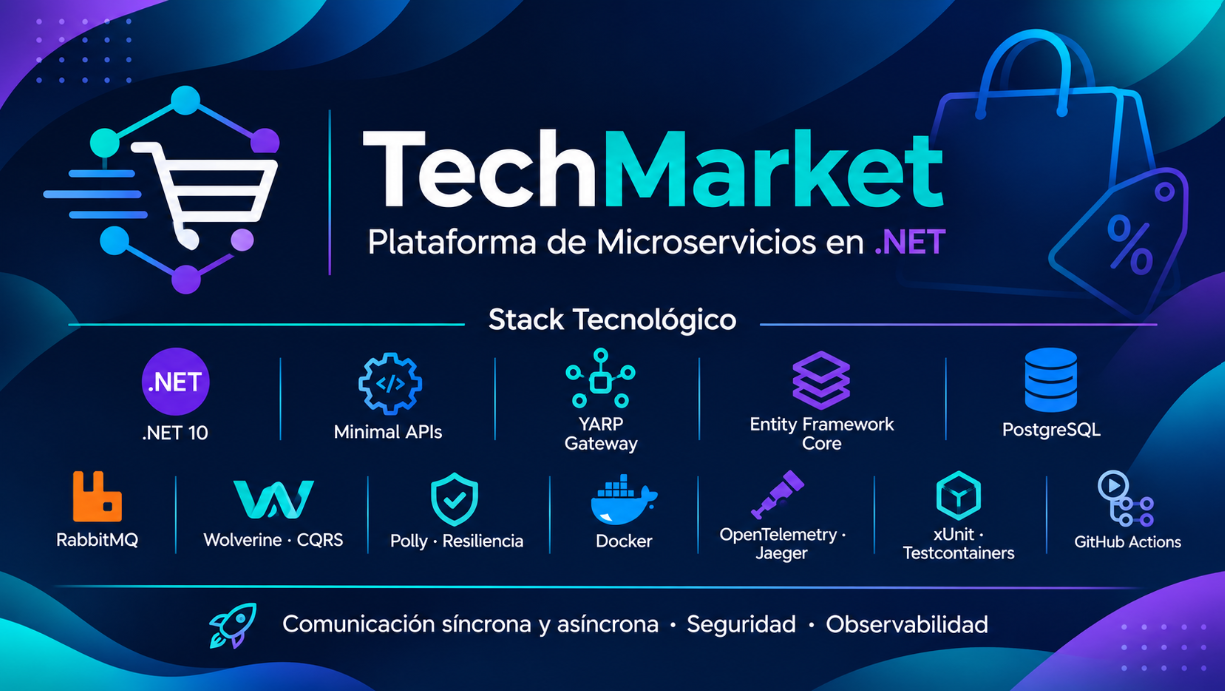 TechMarket
Plataforma de Microservicios en .NET
Stack Tecnológico
.NET
.NET 10
</>
Minimal APIs
YARP
Gateway
Entity Framework
Core
PostgreSQL
%
RabbitMQ
Wolverine · CQRS
Polly · Resiliencia
Docker
OpenTelemetry ·
Jaeger
xUnit ·
Testcontainers
GitHub Actions
Comunicación síncrona y asíncrona · Seguridad · Observabilidad